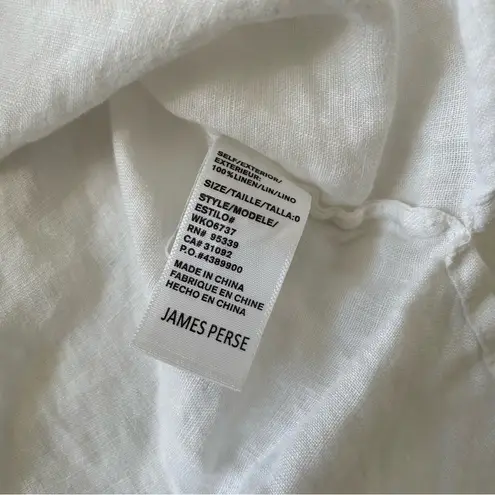 SELF/EXTERIOR/
EXTERIEUR:
100%LINEN/LIN/LINO
SIZE/TAILLE/TALLA:0
STYLE/MODELE/
ESTILO#
WKO6737
RN# 95339
CA# 31092
P.O.#4389900
MADE IN CHINA
FABRIQUE EN CHINE
HECHO EN CHINA
JAMES PERSE